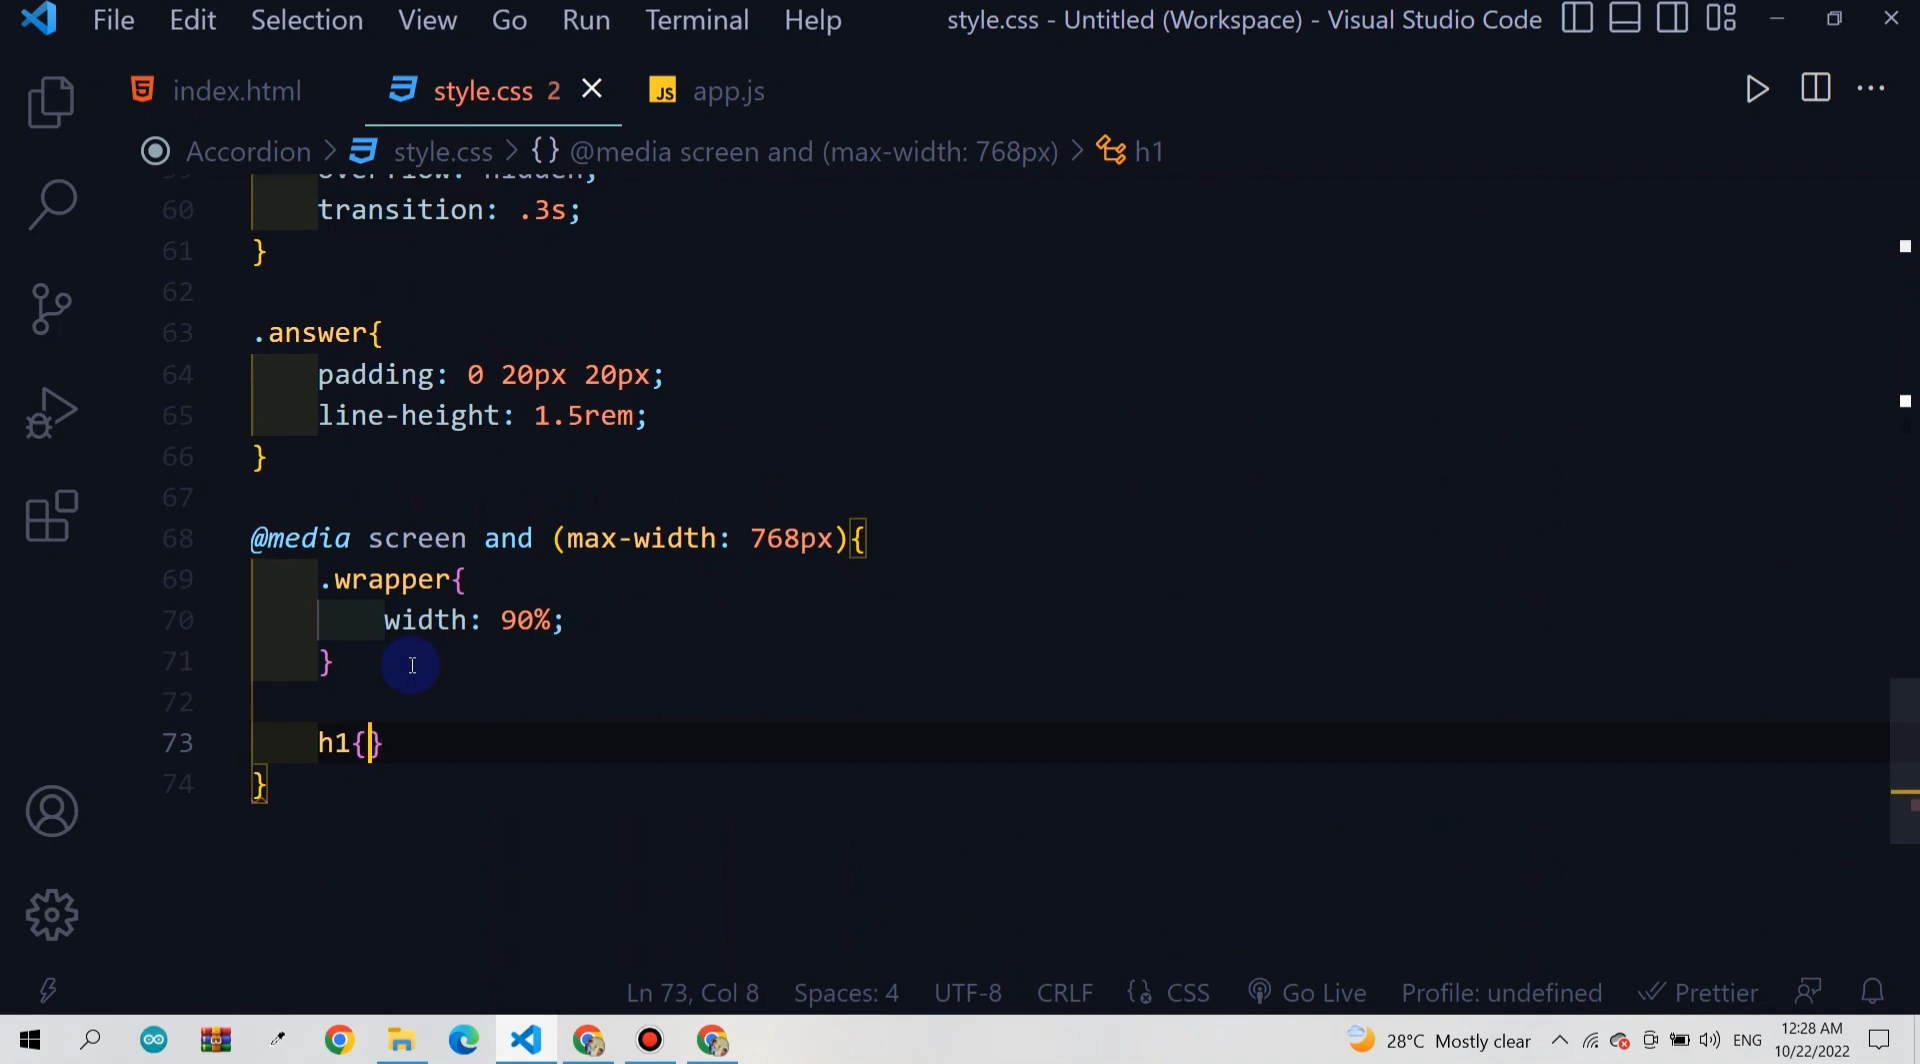 File Edit Selection View Go Run Terminal Help style.css - Untitled (Workspace) - Visual Studio Code
index.html style.css 2 JS app.js
Accordion > style.css > {} @media screen and (max-width: 768px) > h1
overflow: hidden;
60 transition: .3s;
61 }
62
63 .answer{
64 padding: 0 20px 20px;
65 line-height: 1.5rem;
66 }
67
68 @media screen and (max-width: 768px){
69 .wrapper{
70 width: 90%;
71 }
72
73 h1{}
74 }
Ln 73, Col 8 Spaces: 4 UTF-8 CRLF CSS Go Live Profile: undefined Prettier
28°C Mostly clear ENG 12:28 AM
10/22/2022